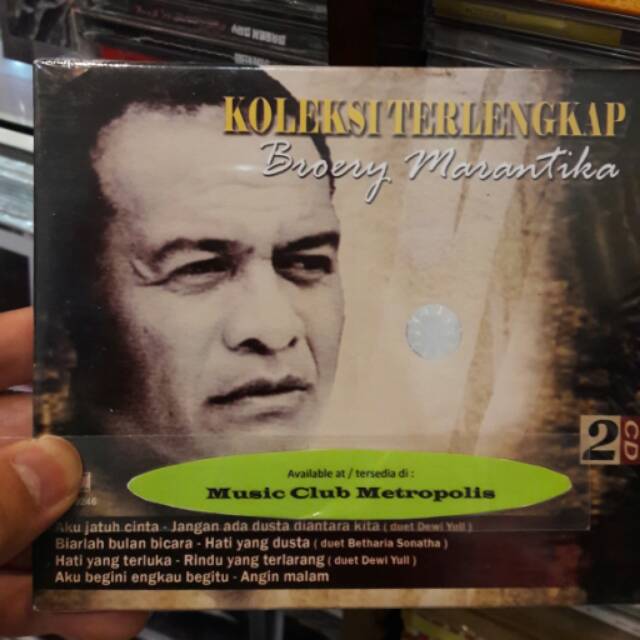 KOLEKSI TERLENGKAP
Broery Marantika
2 CD
Available at / tersedia di :
Music Club Metropolis
Aku jatuh cinta - Jangan ada dusta diantara kita ( duet Dewi Yull )
Biarlah bulan bicara - Hati yang dusta ( duet Betharia Sonatha )
Hati yang terluka - Rindu yang terlarang ( duet Dewi Yull )
Aku begini engkau begitu - Angin malam